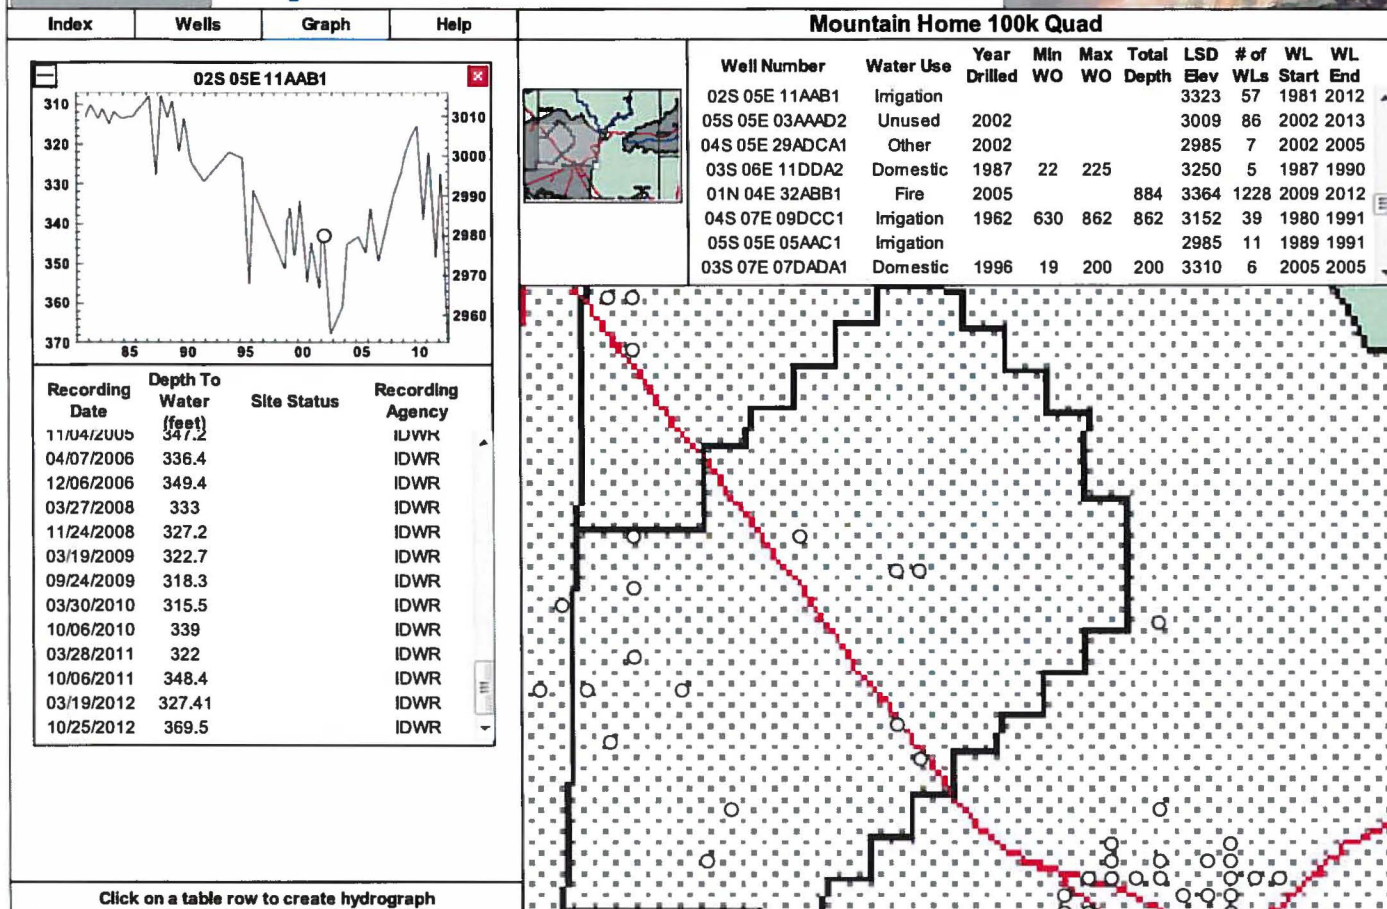 Index Wells Graph Help
02S 05E 11AAB1
310 3010
320 3000
330 2990
340 2980
350 2970
360 2960
370
85 90 95 00 05 10
Recording Date Depth To Water (feet) Site Status Recording Agency
11/04/2005 347.2 IDWR
04/07/2006 336.4 IDWR
12/06/2006 349.4 IDWR
03/27/2008 333 IDWR
11/24/2008 327.2 IDWR
03/19/2009 322.7 IDWR
09/24/2009 318.3 IDWR
03/30/2010 315.5 IDWR
10/06/2010 339 IDWR
03/28/2011 322 IDWR
10/06/2011 348.4 IDWR
03/19/2012 327.41 IDWR
10/25/2012 369.5 IDWR
Click on a table row to create hydrograph
Mountain Home 100k Quad
Well Number Water Use Year Drilled Min WO Max WO Total Depth LSD Elev # of WLs WL Start WL End
02S 05E 11AAB1 Irrigation 3323 57 1981 2012
05S 05E 03AAAD2 Unused 2002 3009 86 2002 2013
04S 05E 29ADCA1 Other 2002 2985 7 2002 2005
03S 06E 11DDA2 Domestic 1987 22 225 3250 5 1987 1990
01N 04E 32ABB1 Fire 2005 884 3364 1228 2009 2012
04S 07E 09DCC1 Irrigation 1962 630 862 862 3152 39 1980 1991
05S 05E 05AAC1 Irrigation 2985 11 1989 1991
03S 07E 07DADA1 Domestic 1996 19 200 200 3310 6 2005 2005